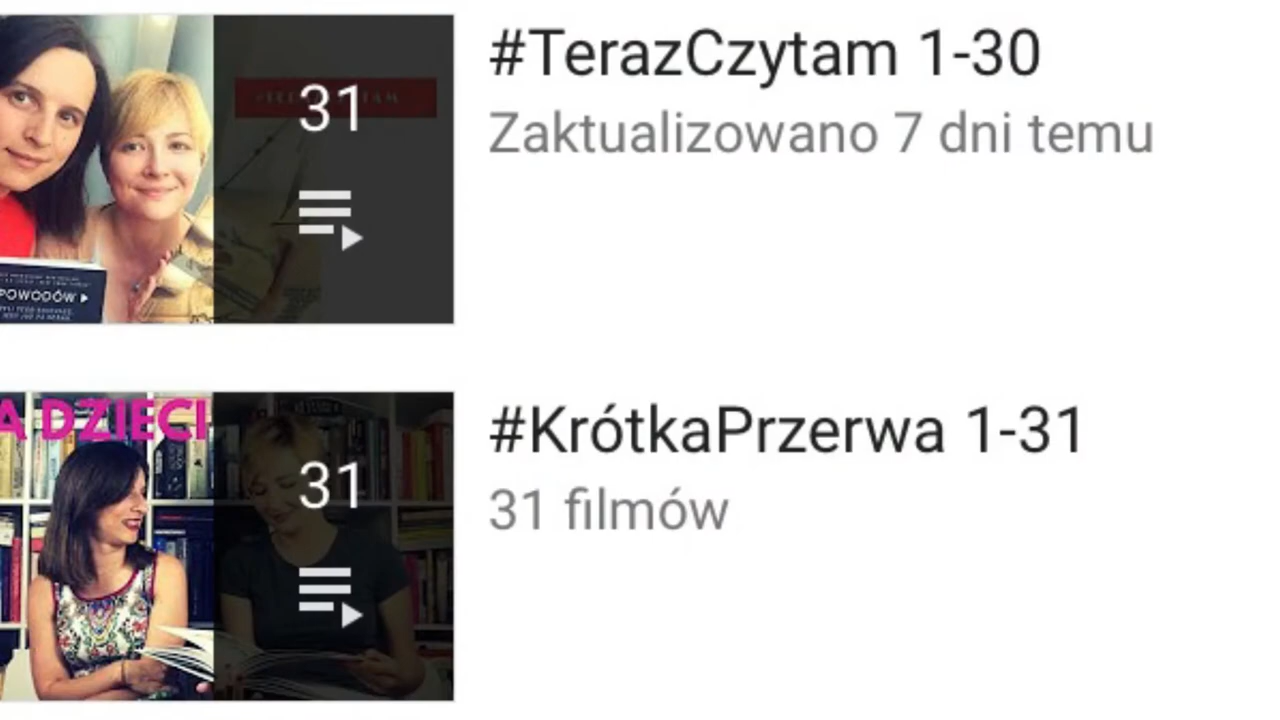 31
#TerazCzytam 1-30
Zaktualizowano 7 dni temu
POWODÓW
A DZIECI
31
#KrótkaPrzerwa 1-31
31 filmów